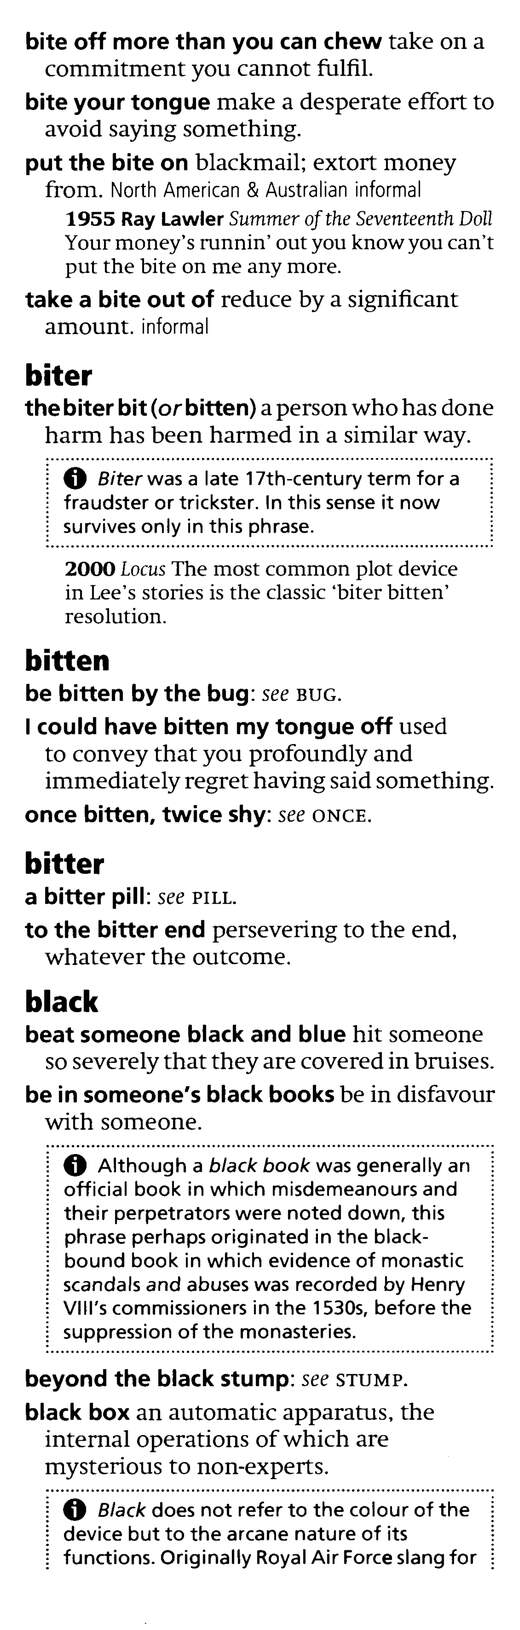 bite off more than you can chew take on a
commitment you cannot fulfil.
bite your tongue make a desperate effort to
avoid saying something.
put the bite on blackmail; extort money
from. North American & Australian informal
1955 Ray Lawler Summer of the Seventeenth Doll
Your money's runnin' out you know you can't
put the bite on me any more.
take a bite out of reduce by a significant
amount. informal
biter
the biter bit (or bitten) a person who has done
harm has been harmed in a similar way.
Biter was a late 17th-century term for a
fraudster or trickster. In this sense it now
survives only in this phrase.
2000 Locus The most common plot device
in Lee's stories is the classic ‘biter bitten’
resolution.
bitten
be bitten by the bug: see BUG.
I could have bitten my tongue off used
to convey that you profoundly and
immediately regret having said something.
once bitten, twice shy: see ONCE.
bitter
a bitter pill: see PILL.
to the bitter end persevering to the end,
whatever the outcome.
black
beat someone black and blue hit someone
so severely that they are covered in bruises.
be in someone's black books be in disfavour
with someone.
Although a black book was generally an
official book in which misdemeanours and
their perpetrators were noted down, this
phrase perhaps originated in the black-
bound book in which evidence of monastic
scandals and abuses was recorded by Henry
VIII's commissioners in the 1530s, before the
suppression of the monasteries.
beyond the black stump: see STUMP.
black box an automatic apparatus, the
internal operations of which are
mysterious to non-experts.
Black does not refer to the colour of the
device but to the arcane nature of its
functions. Originally Royal Air Force slang for